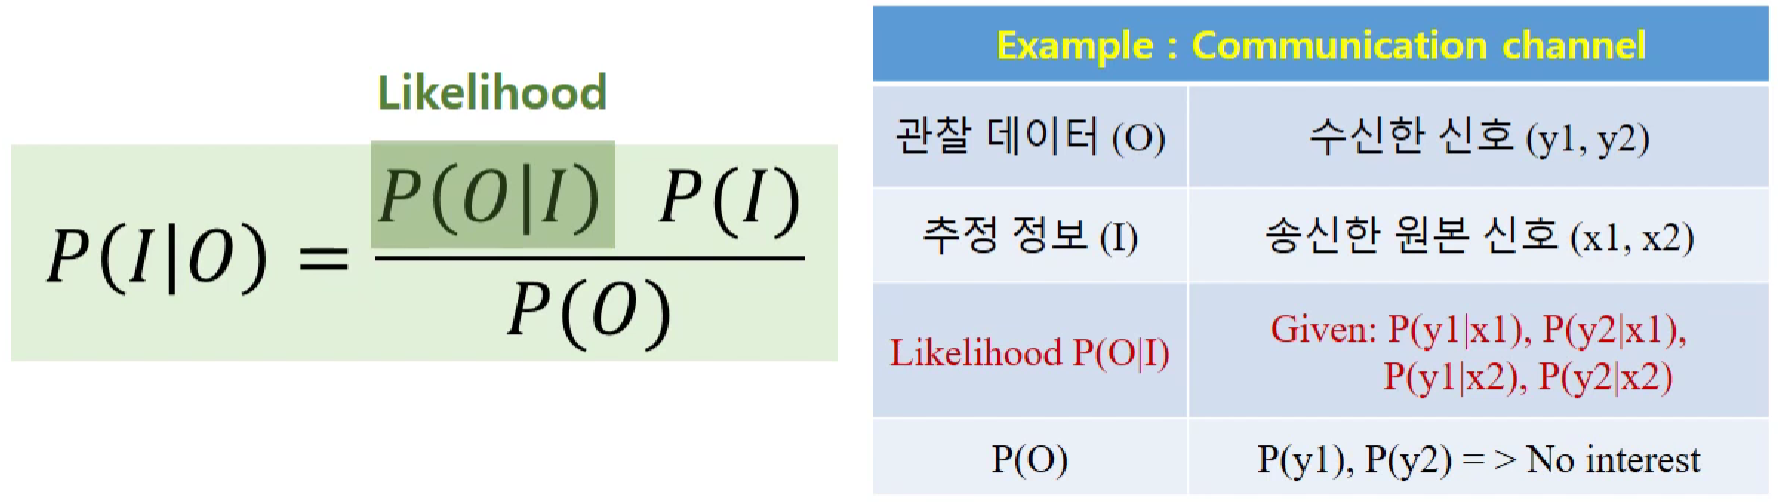 Likelihood
P(I|O) = P(O|I) P(I)
P(O)
Example : Communication channel
관찰 데이터 (O) 수신한 신호 (y1, y2)
추정 정보 (I) 송신한 원본 신호 (x1, x2)
Likelihood P(O|I) Given: P(y1|x1), P(y2|x1),
P(y1|x2), P(y2|x2)
P(O) P(y1), P(y2) = > No interest